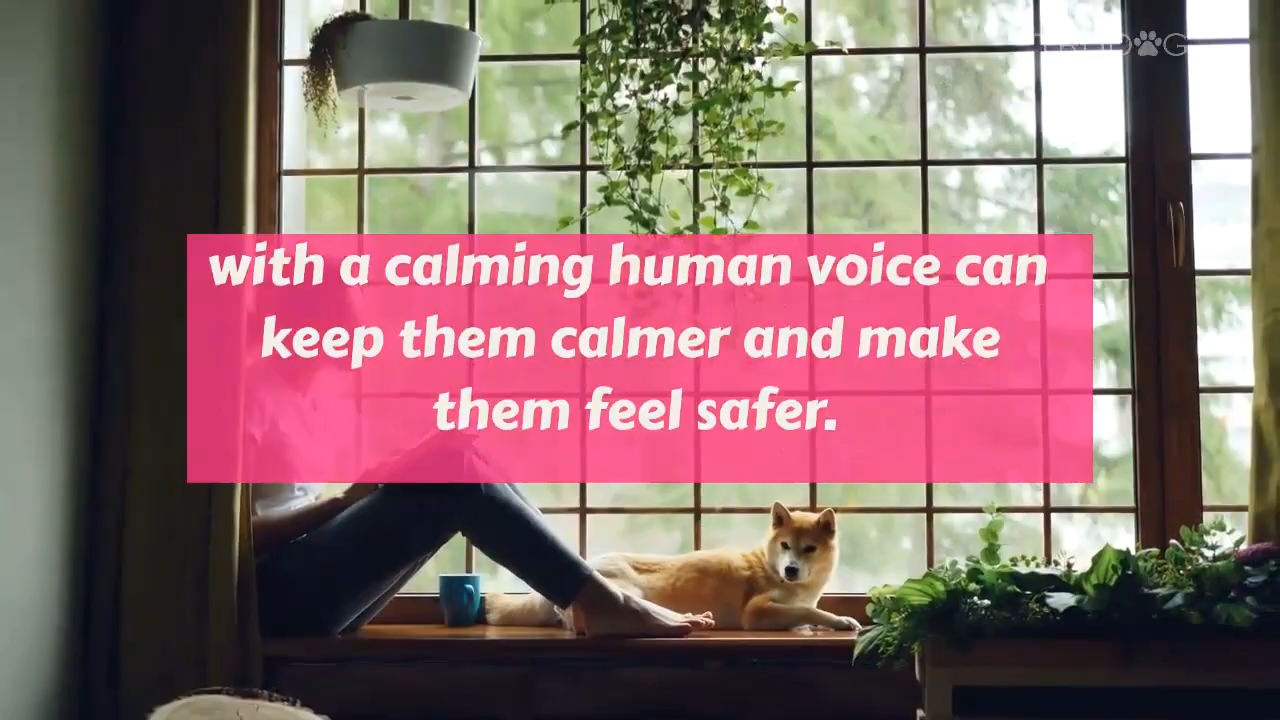 with a calming human voice can
keep them calmer and make
them feel safer.